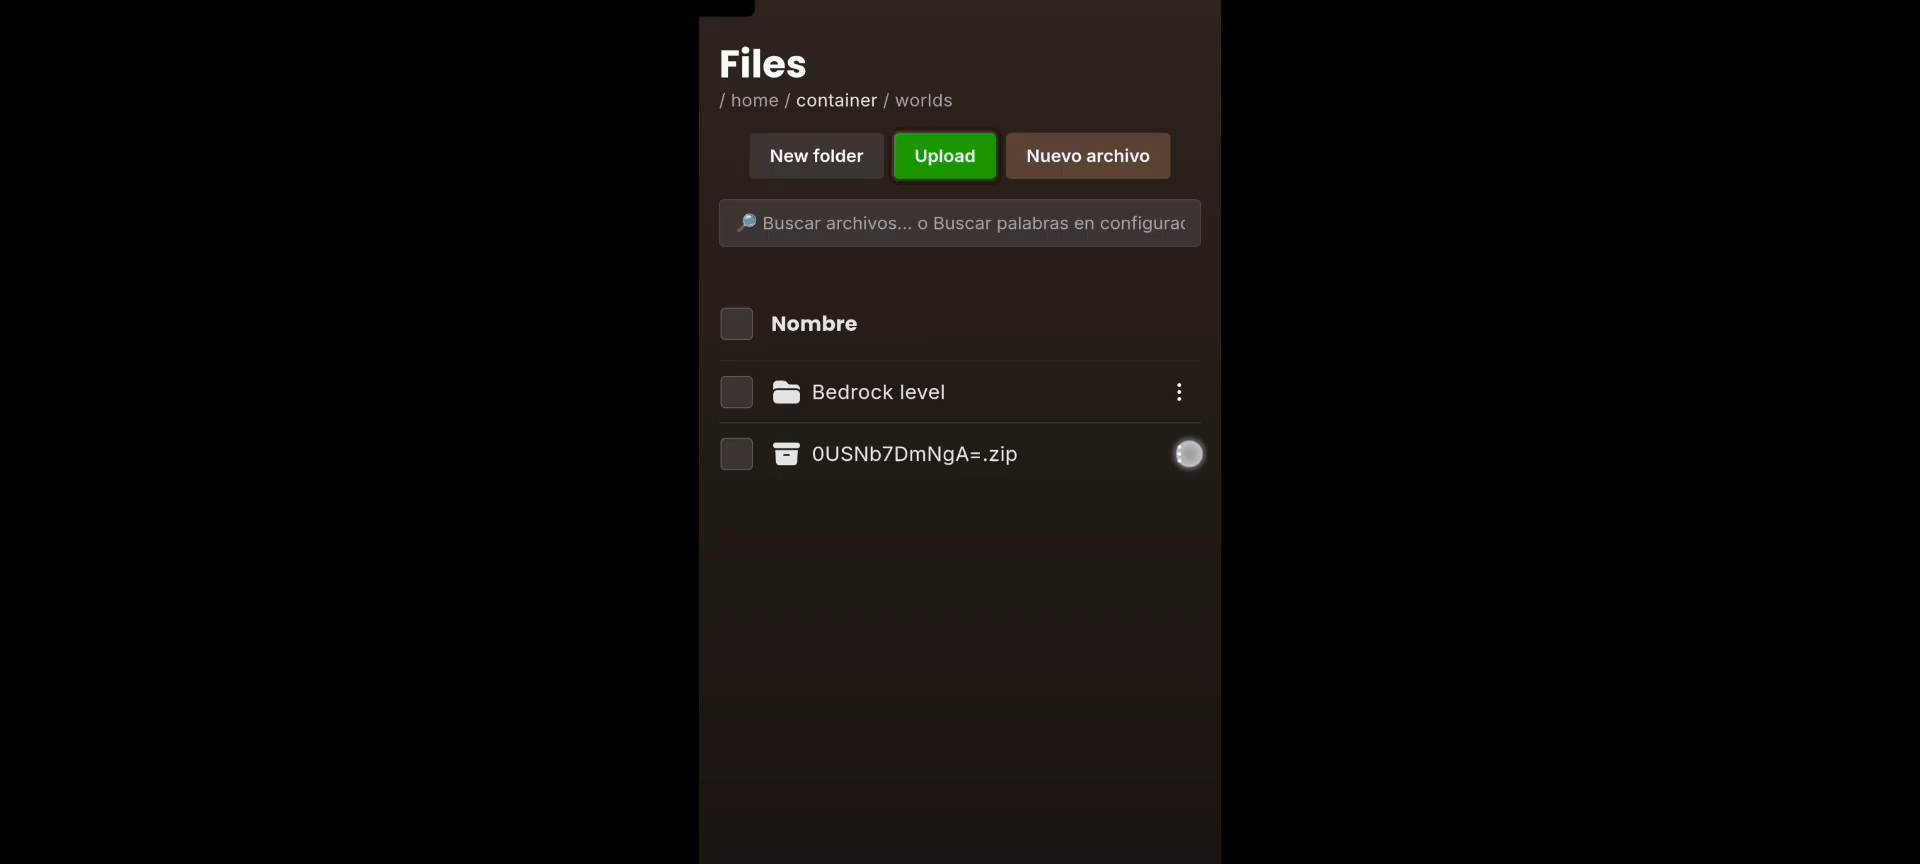 Files
/ home / container / worlds
New folder
Upload
Nuevo archivo
🔎 Buscar archivos... o Buscar palabras en configurac
Nombre
Bedrock level
0USNb7DmNgA=.zip